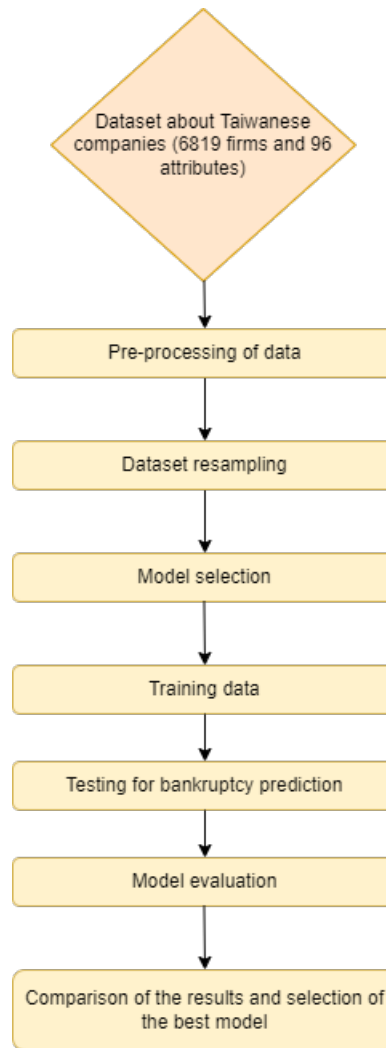 Dataset about Taiwanese
companies (6819 firms and 96
attributes)
Pre-processing of data
Dataset resampling
Model selection
Training data
Testing for bankruptcy prediction
Model evaluation
Comparison of the results and selection of
the best model